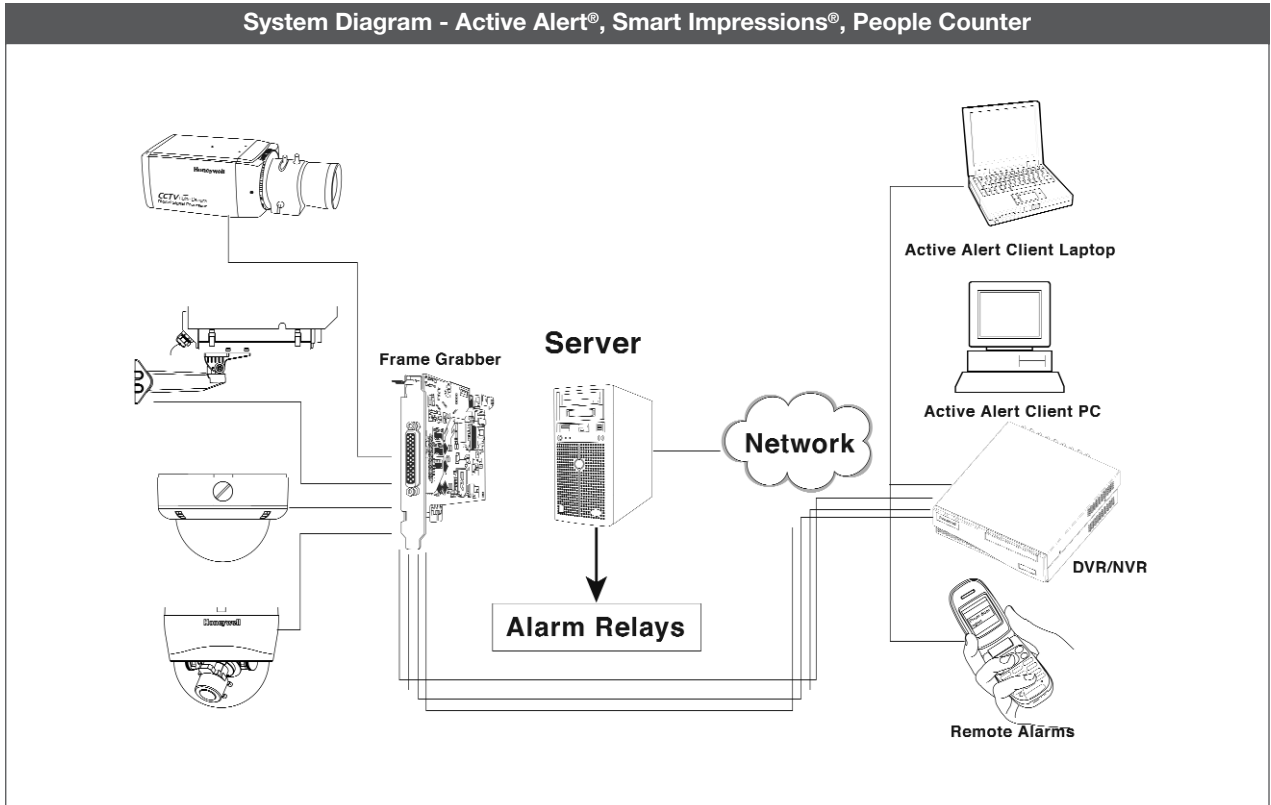 System Diagram - Active Alert®, Smart Impressions®, People Counter
Honeywell
CCTV
Active Alert Client Laptop
Server
Frame Grabber
Active Alert Client PC
Network
DVR/NVR
Alarm Relays
Honeywell
Remote Alarms